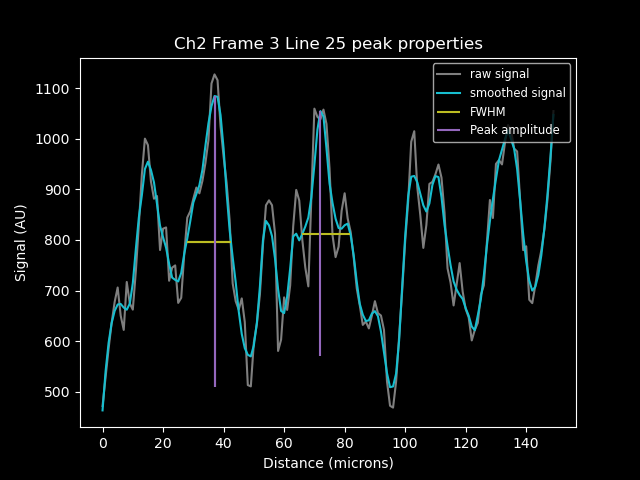 Ch2 Frame 3 Line 25 peak properties
raw signal
smoothed signal
FWHM
Peak amplitude
1100
1000
900
800
700
600
500
Signal (AU)
0 20 40 60 80 100 120 140
Distance (microns)